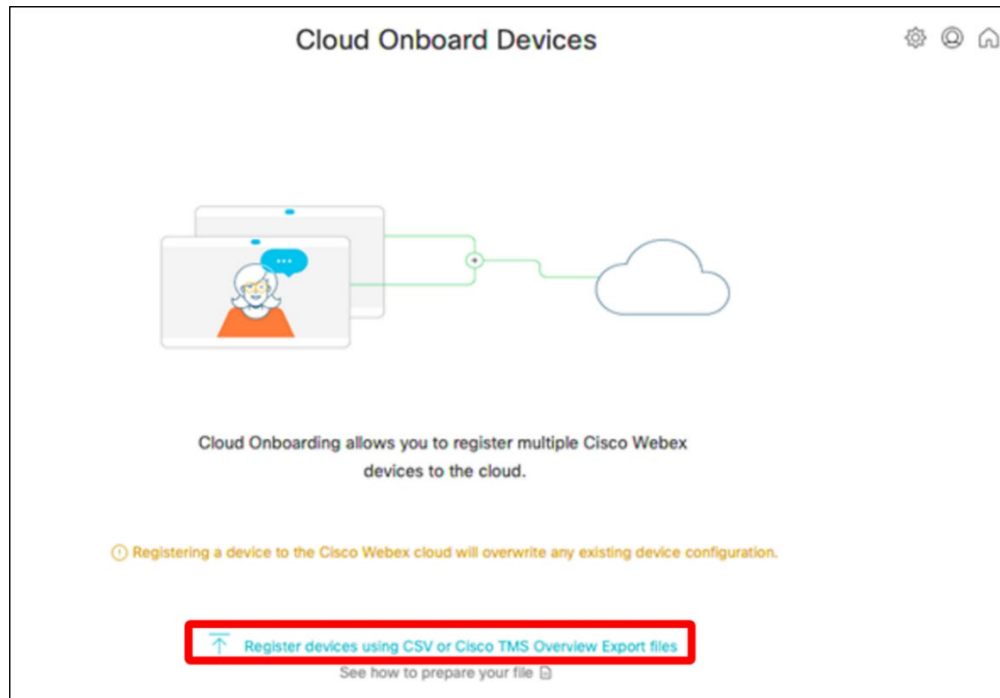 Cloud Onboard Devices
Cloud Onboarding allows you to register multiple Cisco Webex
devices to the cloud.
Registering a device to the Cisco Webex cloud will overwrite any existing device configuration.
Register devices using CSV or Cisco TMS Overview Export files
See how to prepare your file